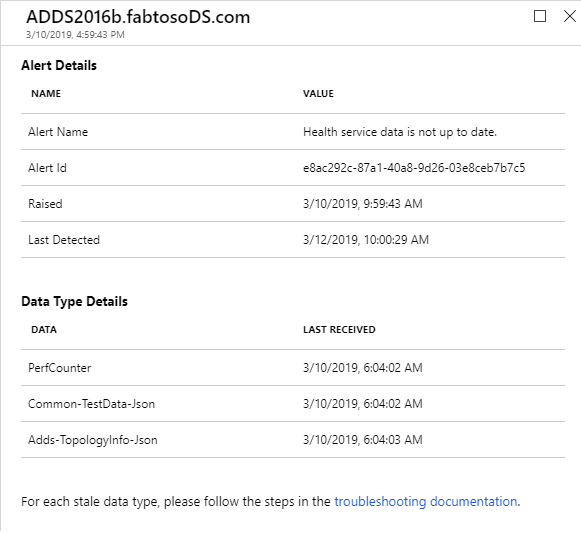 ADDS2016b.fabtosoDS.com
3/10/2019, 4:59:43 PM
Alert Details
NAME VALUE
Alert Name Health service data is not up to date.
Alert Id e8ac292c-87a1-40a8-9d26-03e8ceb7b7c5
Raised 3/10/2019, 9:59:43 AM
Last Detected 3/12/2019, 10:00:29 AM
Data Type Details
DATA LAST RECEIVED
PerfCounter 3/10/2019, 6:04:02 AM
Common-TestData-Json 3/10/2019, 6:04:02 AM
Adds-TopologyInfo-Json 3/10/2019, 6:04:03 AM
For each stale data type, please follow the steps in the troubleshooting documentation.